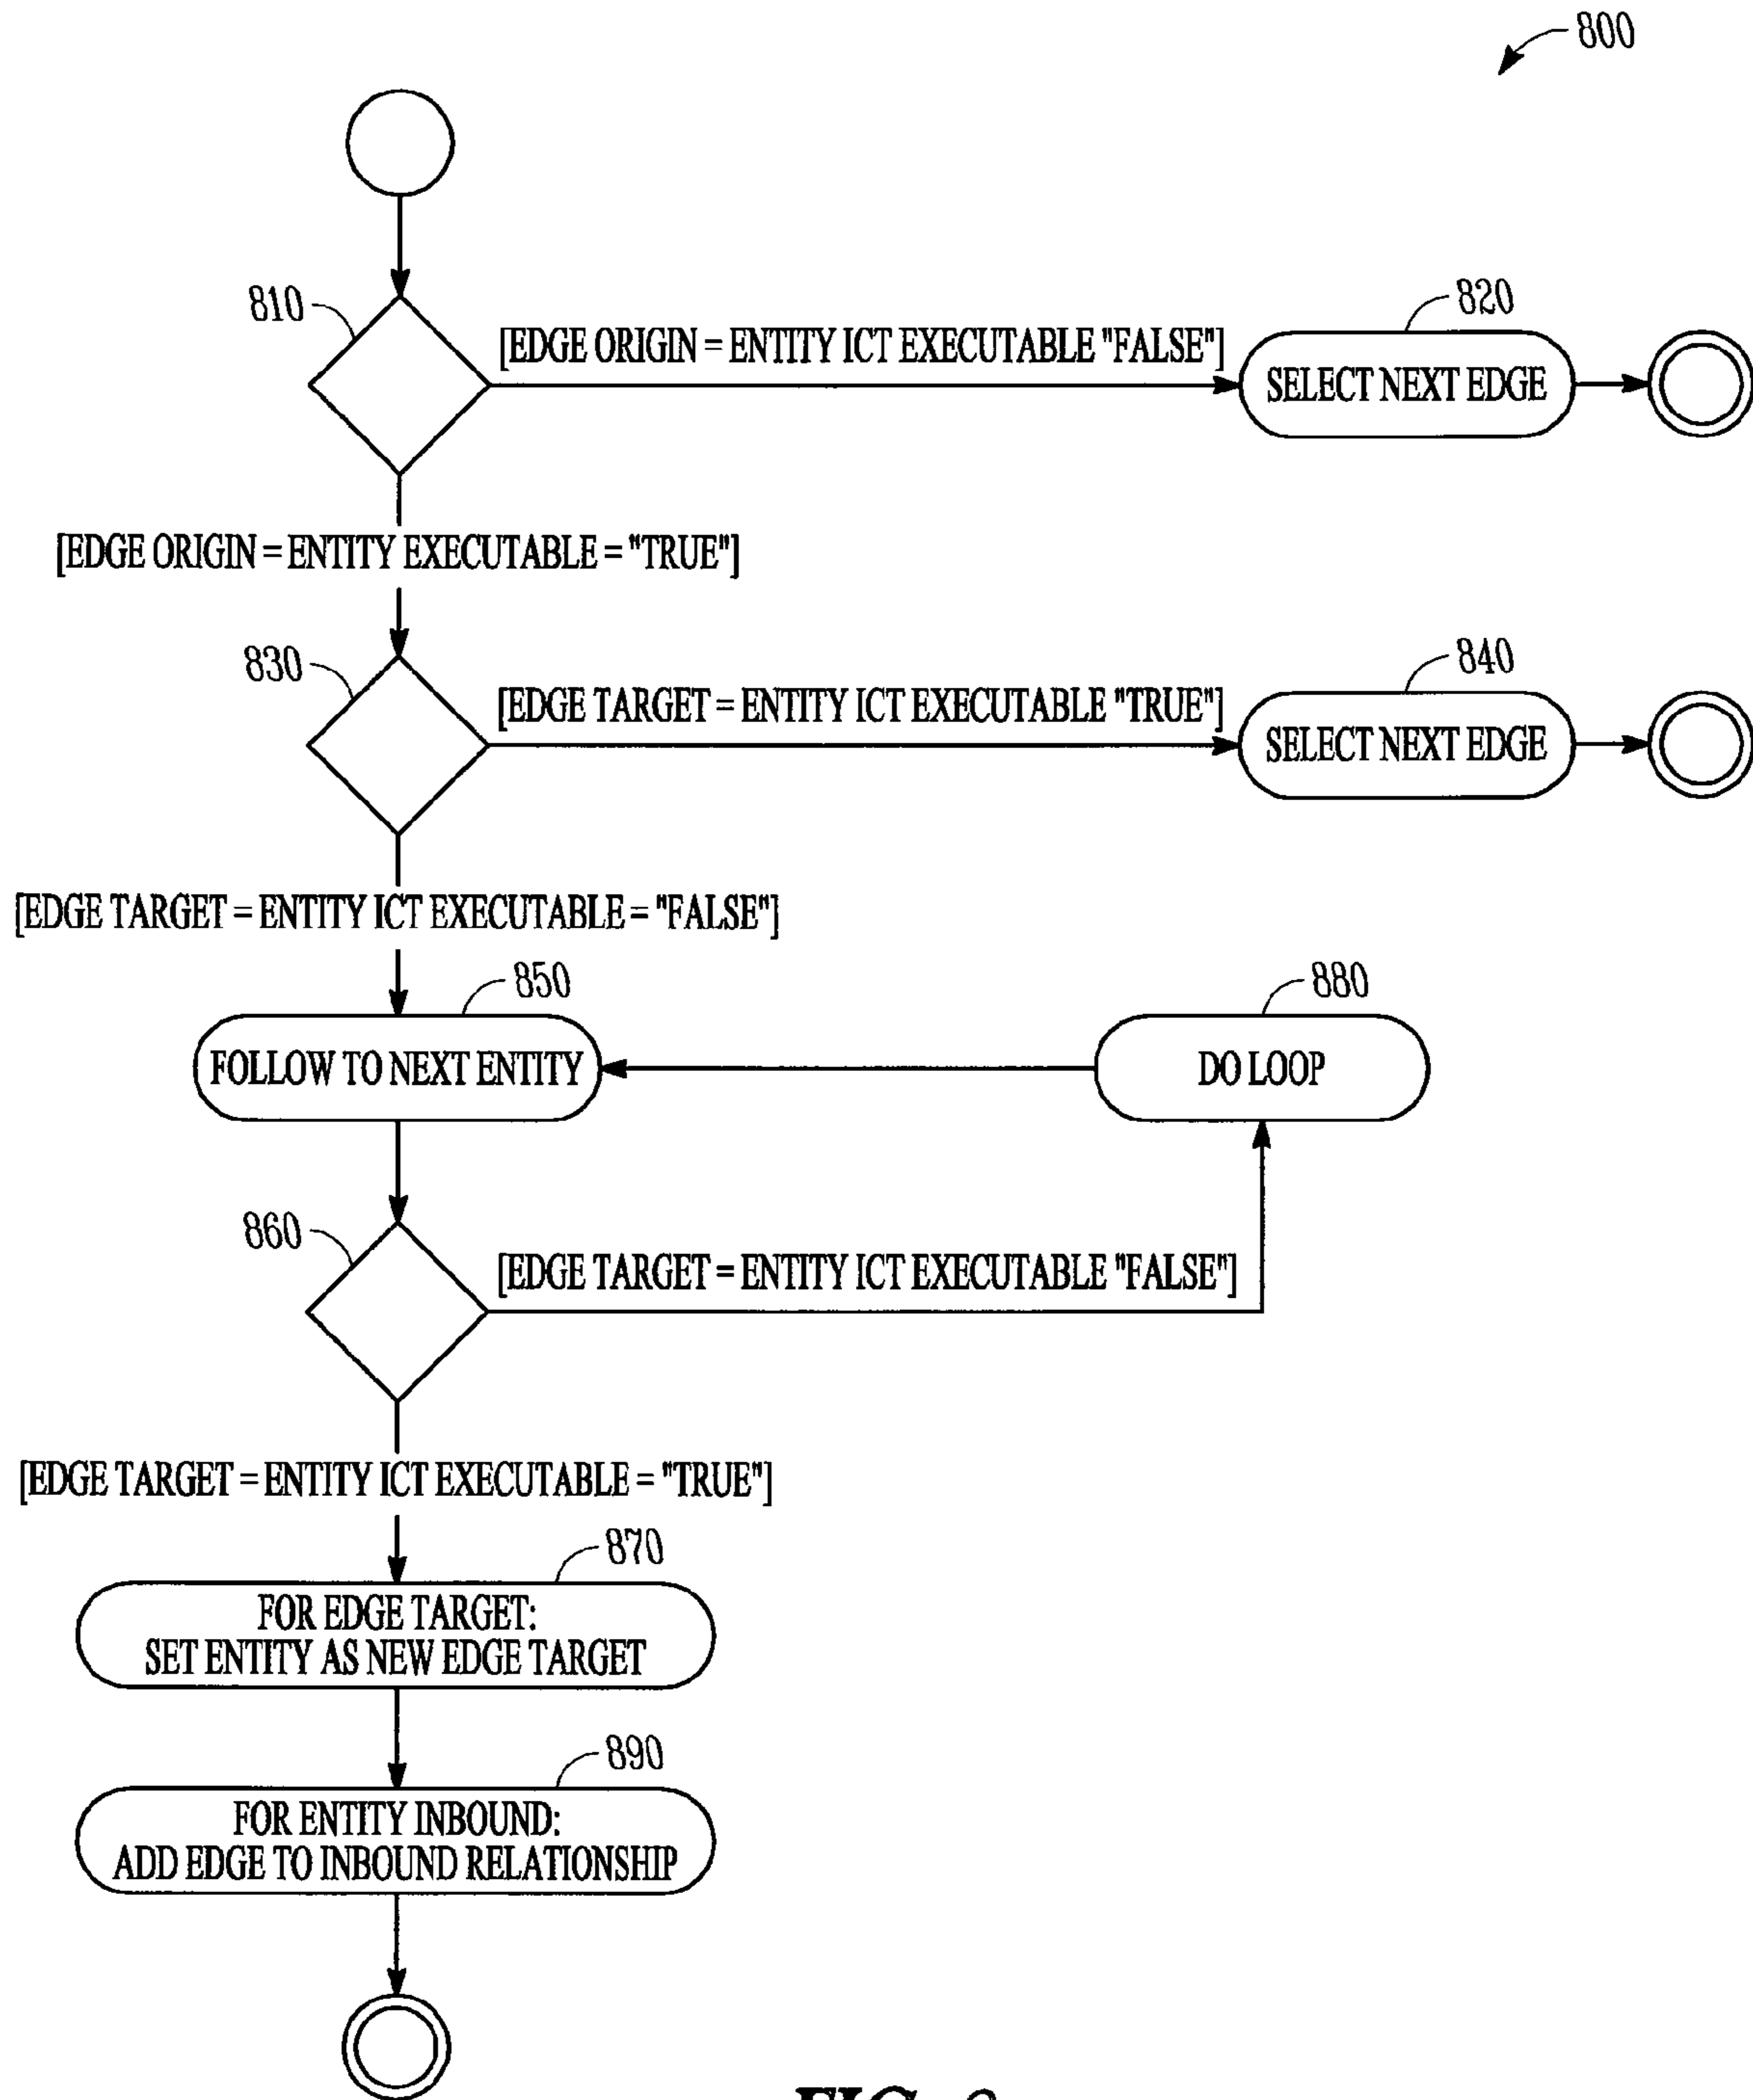 800
810
[EDGE ORIGIN = ENTITY ICT EXECUTABLE "FALSE"]
820
SELECT NEXT EDGE
[EDGE ORIGIN = ENTITY EXECUTABLE = "TRUE"]
830
[EDGE TARGET = ENTITY ICT EXECUTABLE "TRUE"]
840
SELECT NEXT EDGE
[EDGE TARGET = ENTITY ICT EXECUTABLE = "FALSE"]
850
FOLLOW TO NEXT ENTITY
880
DO LOOP
860
[EDGE TARGET = ENTITY ICT EXECUTABLE "FALSE"]
[EDGE TARGET = ENTITY ICT EXECUTABLE = "TRUE"]
870
FOR EDGE TARGET:
SET ENTITY AS NEW EDGE TARGET
890
FOR ENTITY INBOUND:
ADD EDGE TO INBOUND RELATIONSHIP